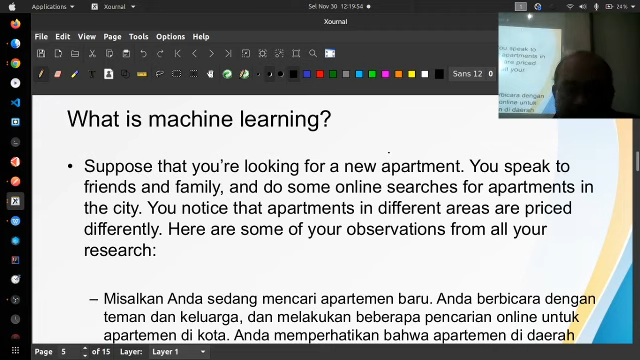 Applications
Xournal
Sel Nov 30 12:19:54
1
24%
Xournal
File Edit View Journal Tools Options Help
Sans 12
What is machine learning?
• Suppose that you're looking for a new apartment. You speak to
friends and family, and do some online searches for apartments in
the city. You notice that apartments in different areas are priced
differently. Here are some of your observations from all your
research:
– Misalkan Anda sedang mencari apartemen baru. Anda berbicara dengan
teman dan keluarga, dan melakukan beberapa pencarian online untuk
apartemen di kota. Anda memperhatikan bahwa apartemen di daerah
Page: 5 of 15 Layer: Layer 1